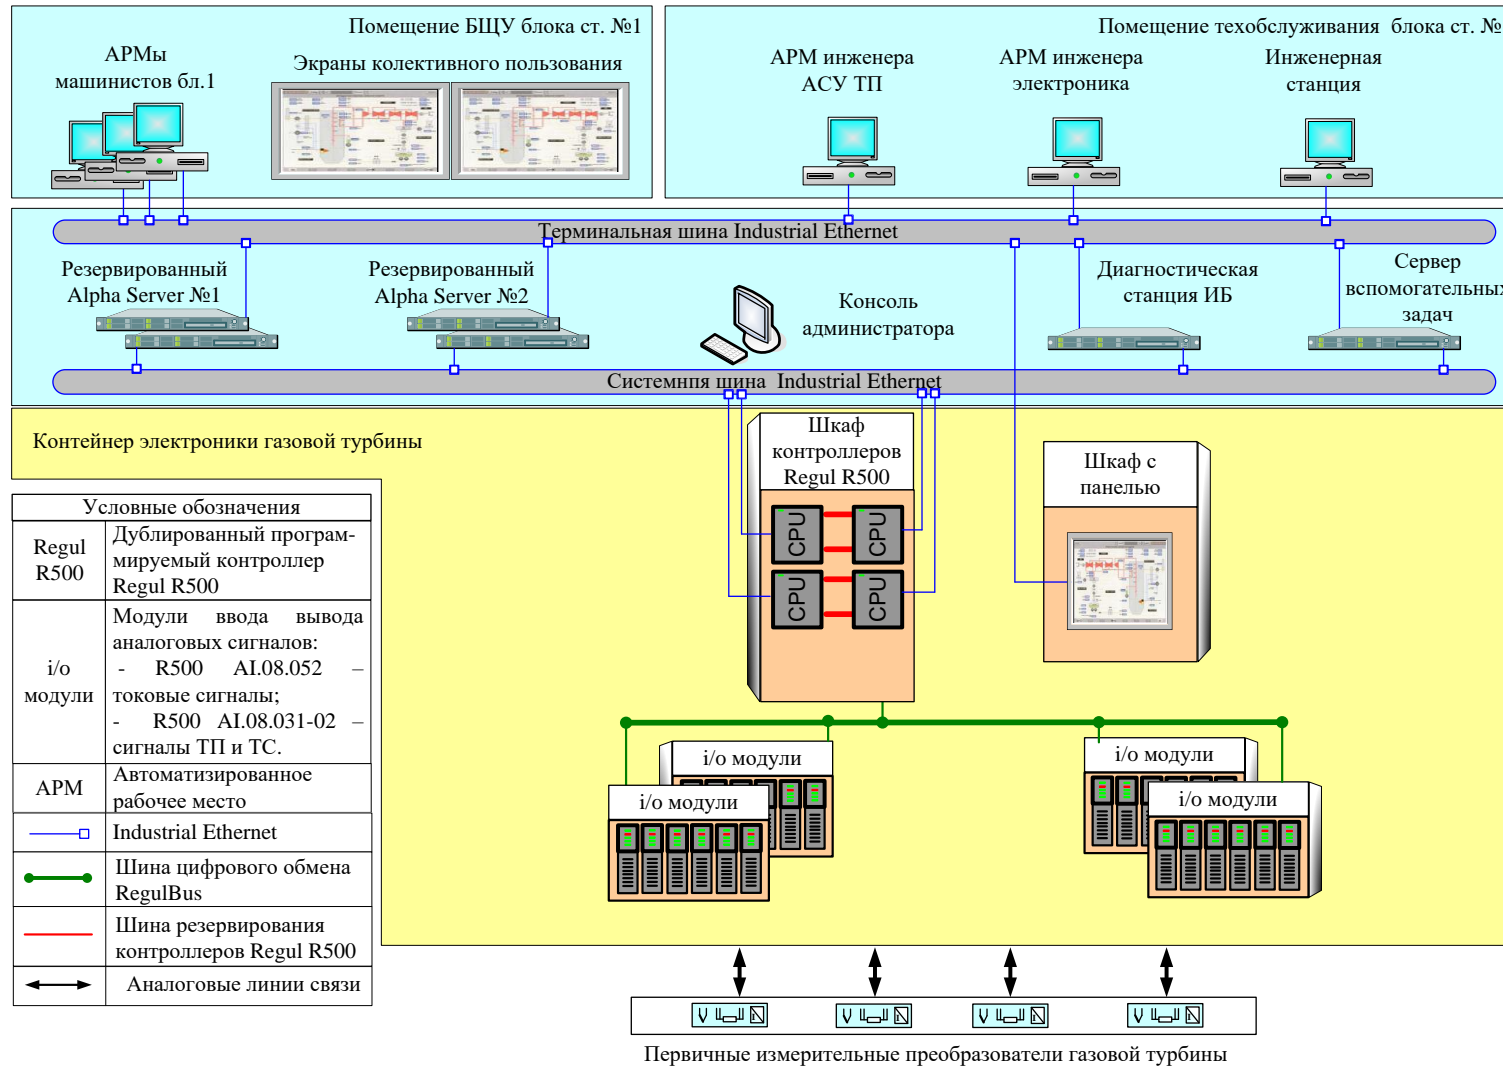 Помещение БЩУ блока ст. №1
АРМы
машинистов бл.1
Экраны колективного пользования
Помещение техобслуживания блока ст. №
АРМ инженера
АСУ ТП
АРМ инженера
электроника
Инженерная
станция
Терминальная шина Industrial Ethernet
Резервированный
Alpha Server №1
Резервированный
Alpha Server №2
Консоль
администратора
Диагностическая
станция ИБ
Сервер
вспомогательных
задач
Системнпя шина Industrial Ethernet
Контейнер электроники газовой турбины
Шкаф
контроллеров
Regul R500
CPU
CPU
CPU
CPU
Шкаф с
панелью
i/o модули
i/o модули
i/o модули
i/o модули
Условные обозначения
Regul
R500
Дублированный програм-
мируемый контроллер
Regul R500
i/o
модули
Модули ввода вывода
аналоговых сигналов:
- R500 AI.08.052 –
токовые сигналы;
- R500 AI.08.031-02 –
сигналы ТП и ТС.
АРМ
Автоматизированное
рабочее место
Industrial Ethernet
Шина цифрового обмена
RegulBus
Шина резервирования
контроллеров Regul R500
Аналоговые линии связи
Первичные измерительные преобразователи газовой турбины